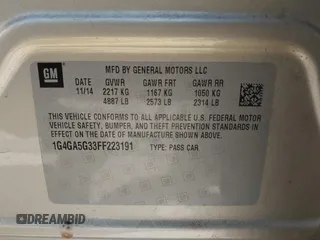 GM
MFD BY GENERAL MOTORS LLC
11/14 GVWR GAWR FRT GAWR RR
2217 KG 1167 KG 1050 KG
4887 LB 2573 LB 2314 LB
THIS VEHICLE CONFORMS TO ALL APPLICABLE U.S. FEDERAL MOTOR
VEHICLE SAFETY, BUMPER, AND THEFT PREVENTION STANDARDS IN
EFFECT ON THE DATE OF MANUFACTURE SHOWN ABOVE.
1G4GA5G33FF223191 TYPE: PASS CAR
DREAMBID